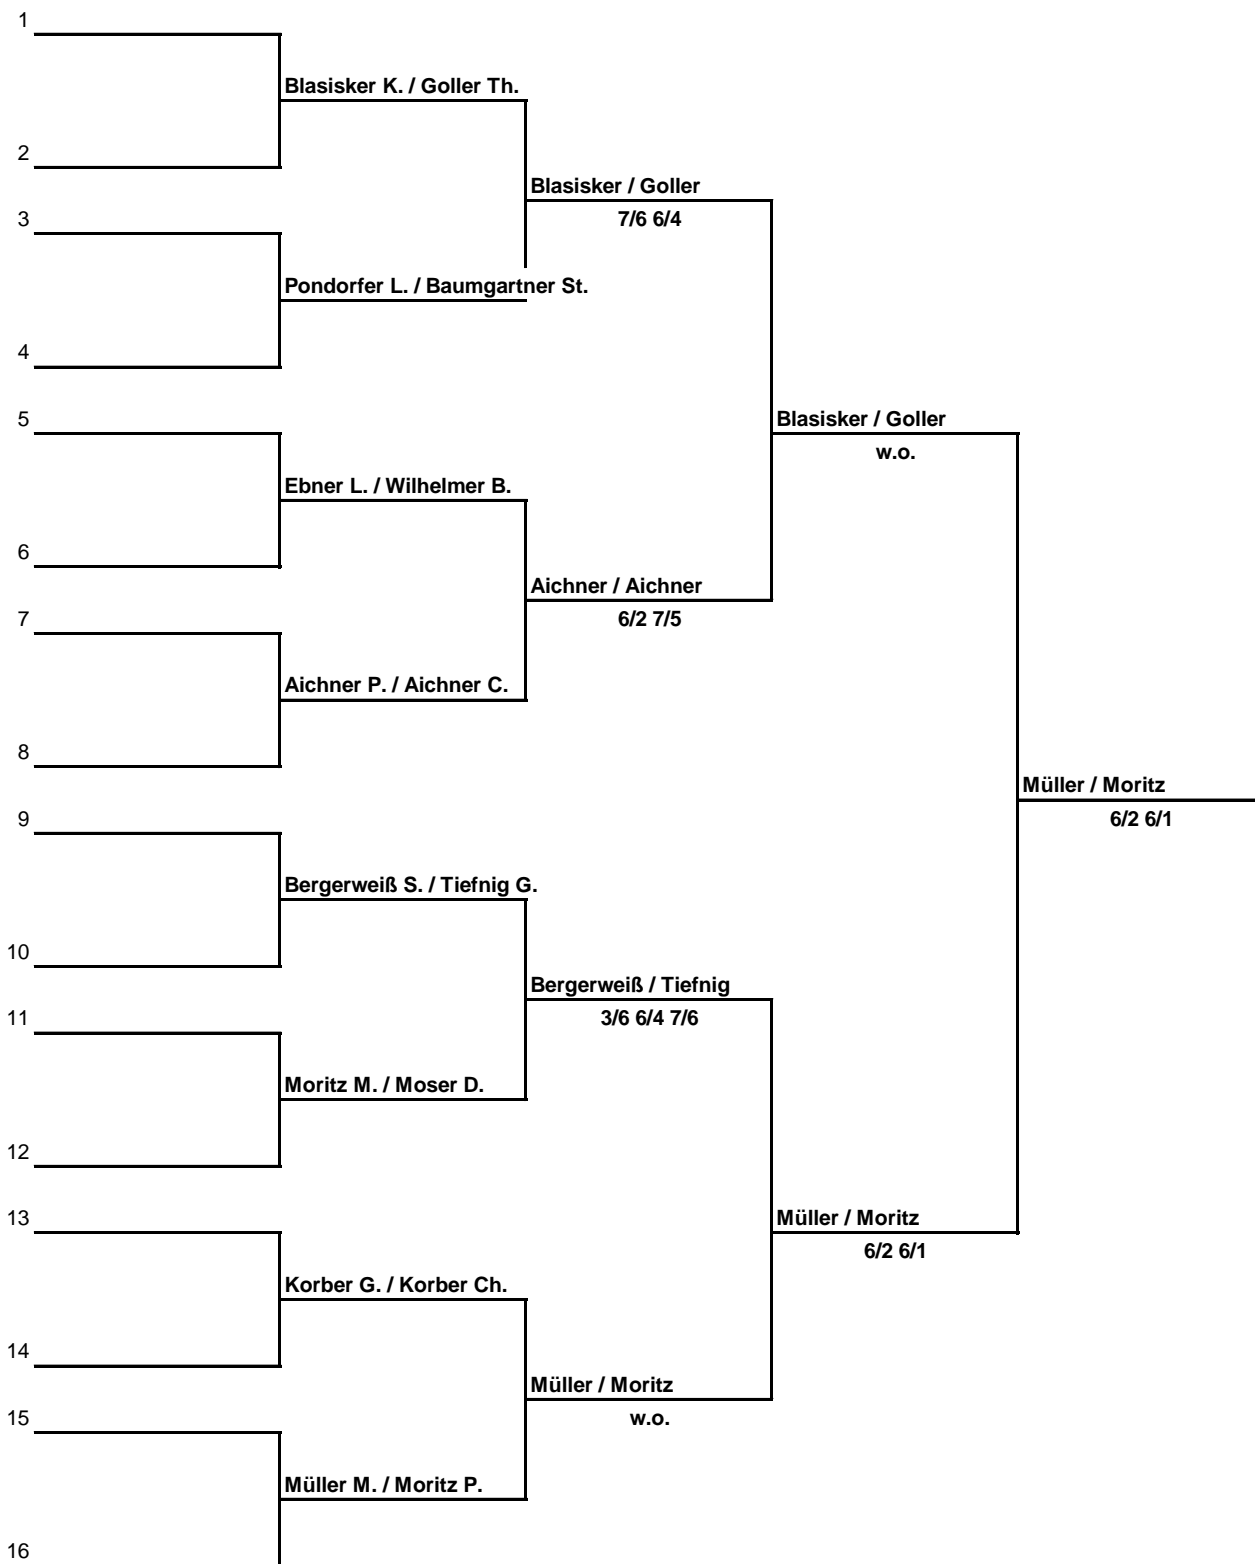 1
Blasisker K. / Goller Th.
2
Blasisker / Goller
7/6 6/4
3
Pondorfer L. / Baumgartner St.
4
5
Blasisker / Goller
w.o.
Ebner L. / Wilhelmer B.
6
Aichner / Aichner
6/2 7/5
7
Aichner P. / Aichner C.
8
Müller / Moritz
6/2 6/1
9
Bergerweiß S. / Tiefnig G.
10
Bergerweiß / Tiefnig
3/6 6/4 7/6
11
Moritz M. / Moser D.
12
13
Müller / Moritz
6/2 6/1
Korber G. / Korber Ch.
14
Müller / Moritz
w.o.
15
Müller M. / Moritz P.
16